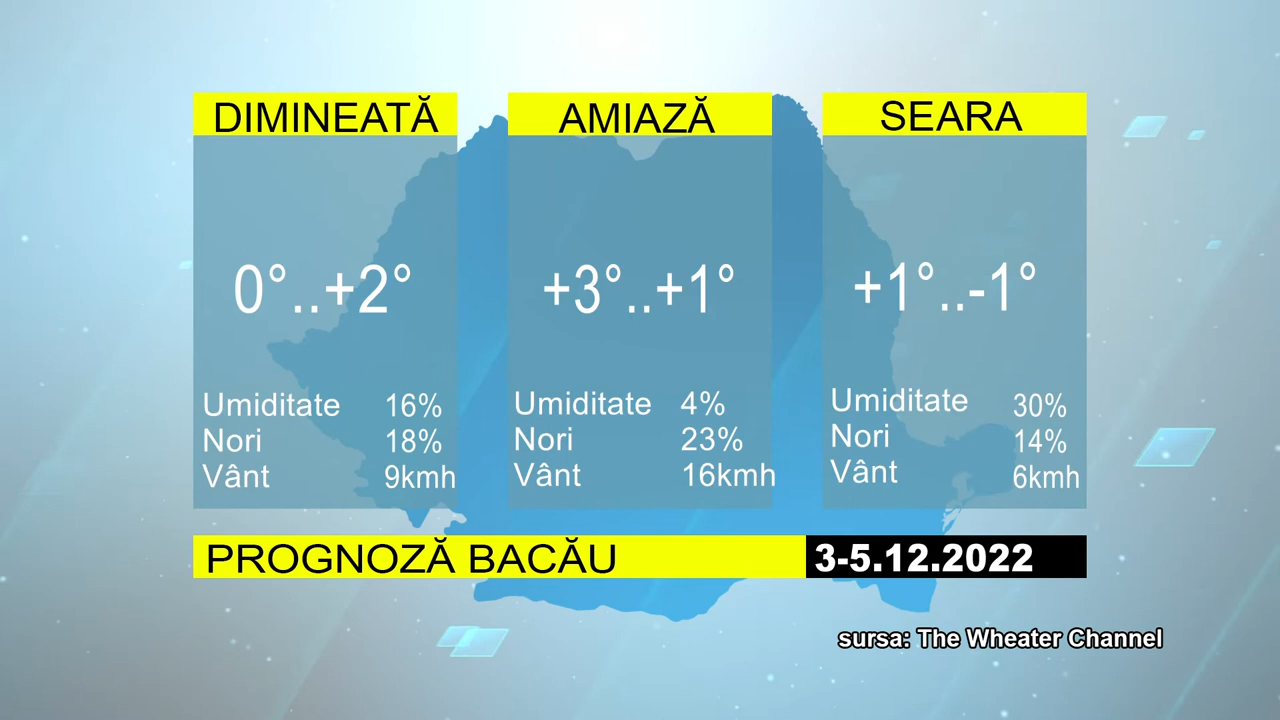 DIMINEATĂ
0°..+2°
Umiditate 16%
Nori 18%
Vânt 9kmh
AMIAZĂ
+3°..+1°
Umiditate 4%
Nori 23%
Vânt 16kmh
SEARA
+1°..-1°
Umiditate 30%
Nori 14%
Vânt 6kmh
PROGNOZĂ BACĂU 3-5.12.2022
sursa: The Wheater Channel